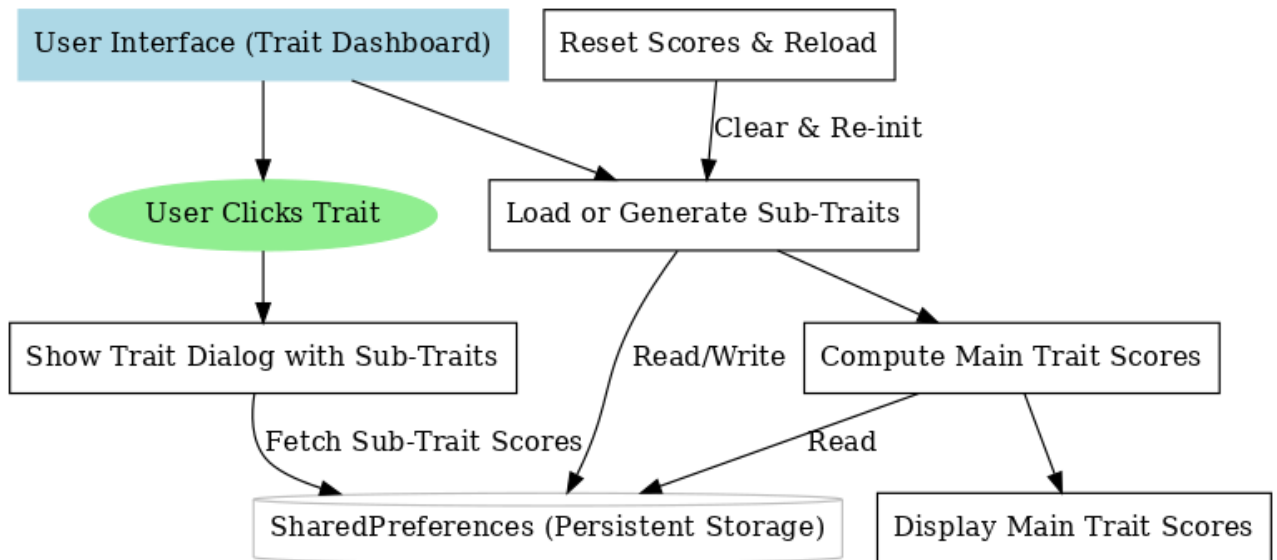 User Interface (Trait Dashboard)
Reset Scores & Reload
Clear & Re-init
User Clicks Trait
Load or Generate Sub-Traits
Show Trait Dialog with Sub-Traits
Read/Write
Compute Main Trait Scores
Fetch Sub-Trait Scores
Read
SharedPreferences (Persistent Storage)
Display Main Trait Scores